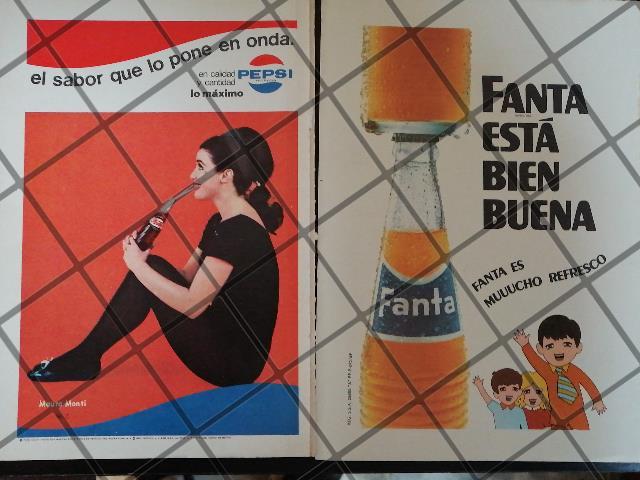 el sabor que lo pone en onda.
en calidad
y cantidad
lo máximo
PEPSI
Maura Monti
FANTA
ESTÁ
BIEN
BUENA
FANTA ES
MUUUCHO REFRESCO
Fanta